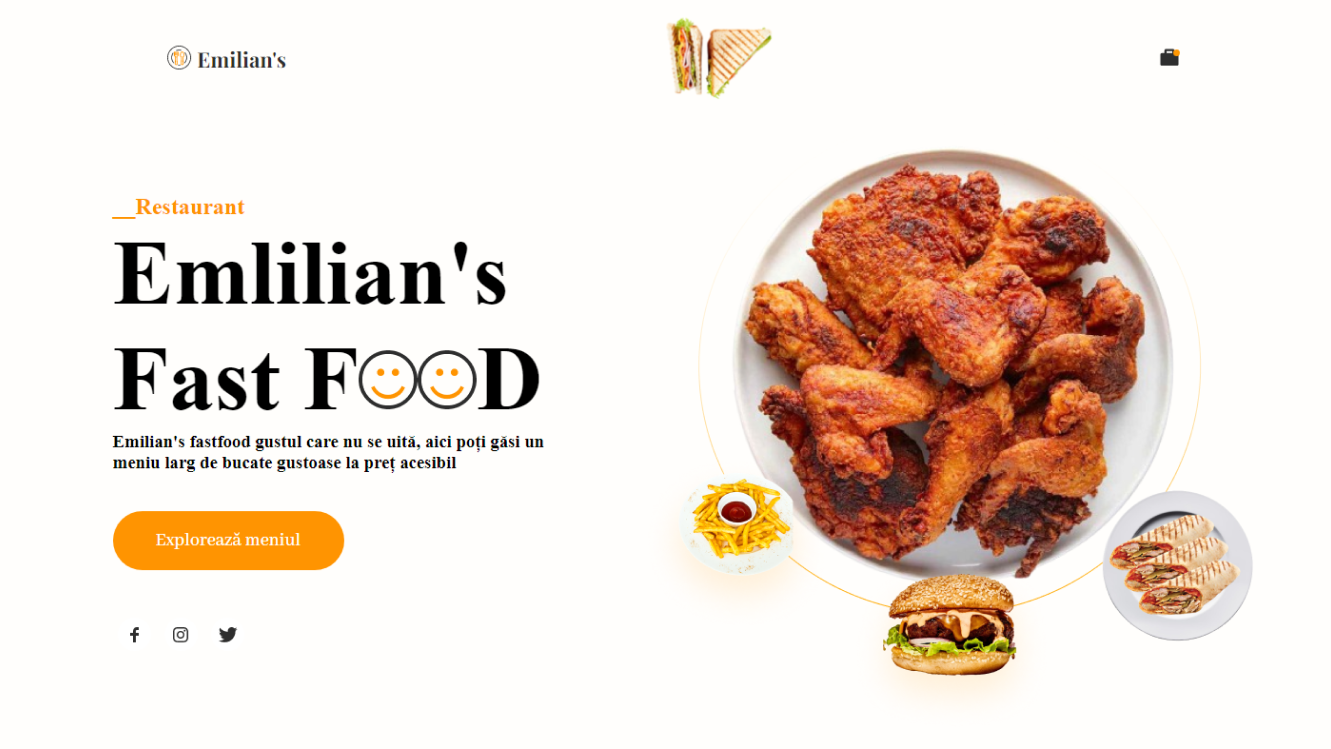 Emilian's
__Restaurant
Emlilian's
Fast FOOD
Emilian's fastfood gustul care nu se uită, aici poți găsi un
meniu larg de bucate gustoase la preț acesibil
Explorează meniul